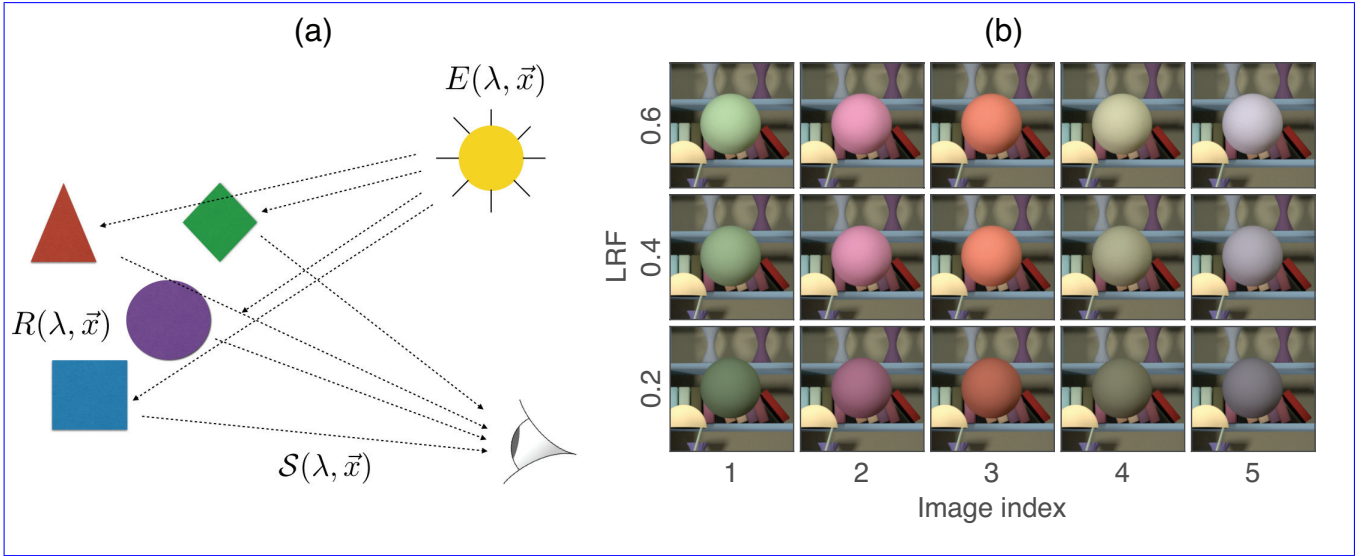 (a)
E(λ, x⃗)
R(λ, x⃗)
𝒮(λ, x⃗)
(b)
LRF
0.6
0.4
0.2
1 2 3 4 5
Image index